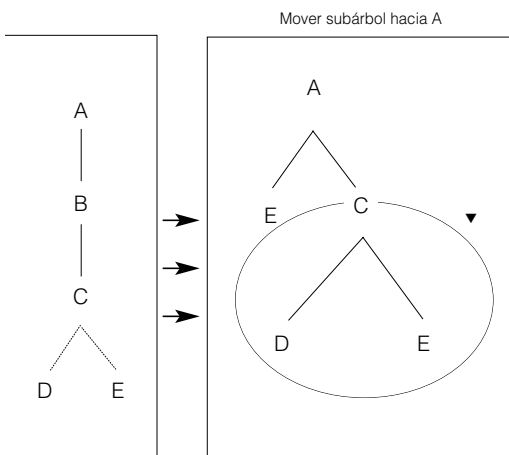 Mover subárbol hacia A
A
B
C
D E
A
E C
D E